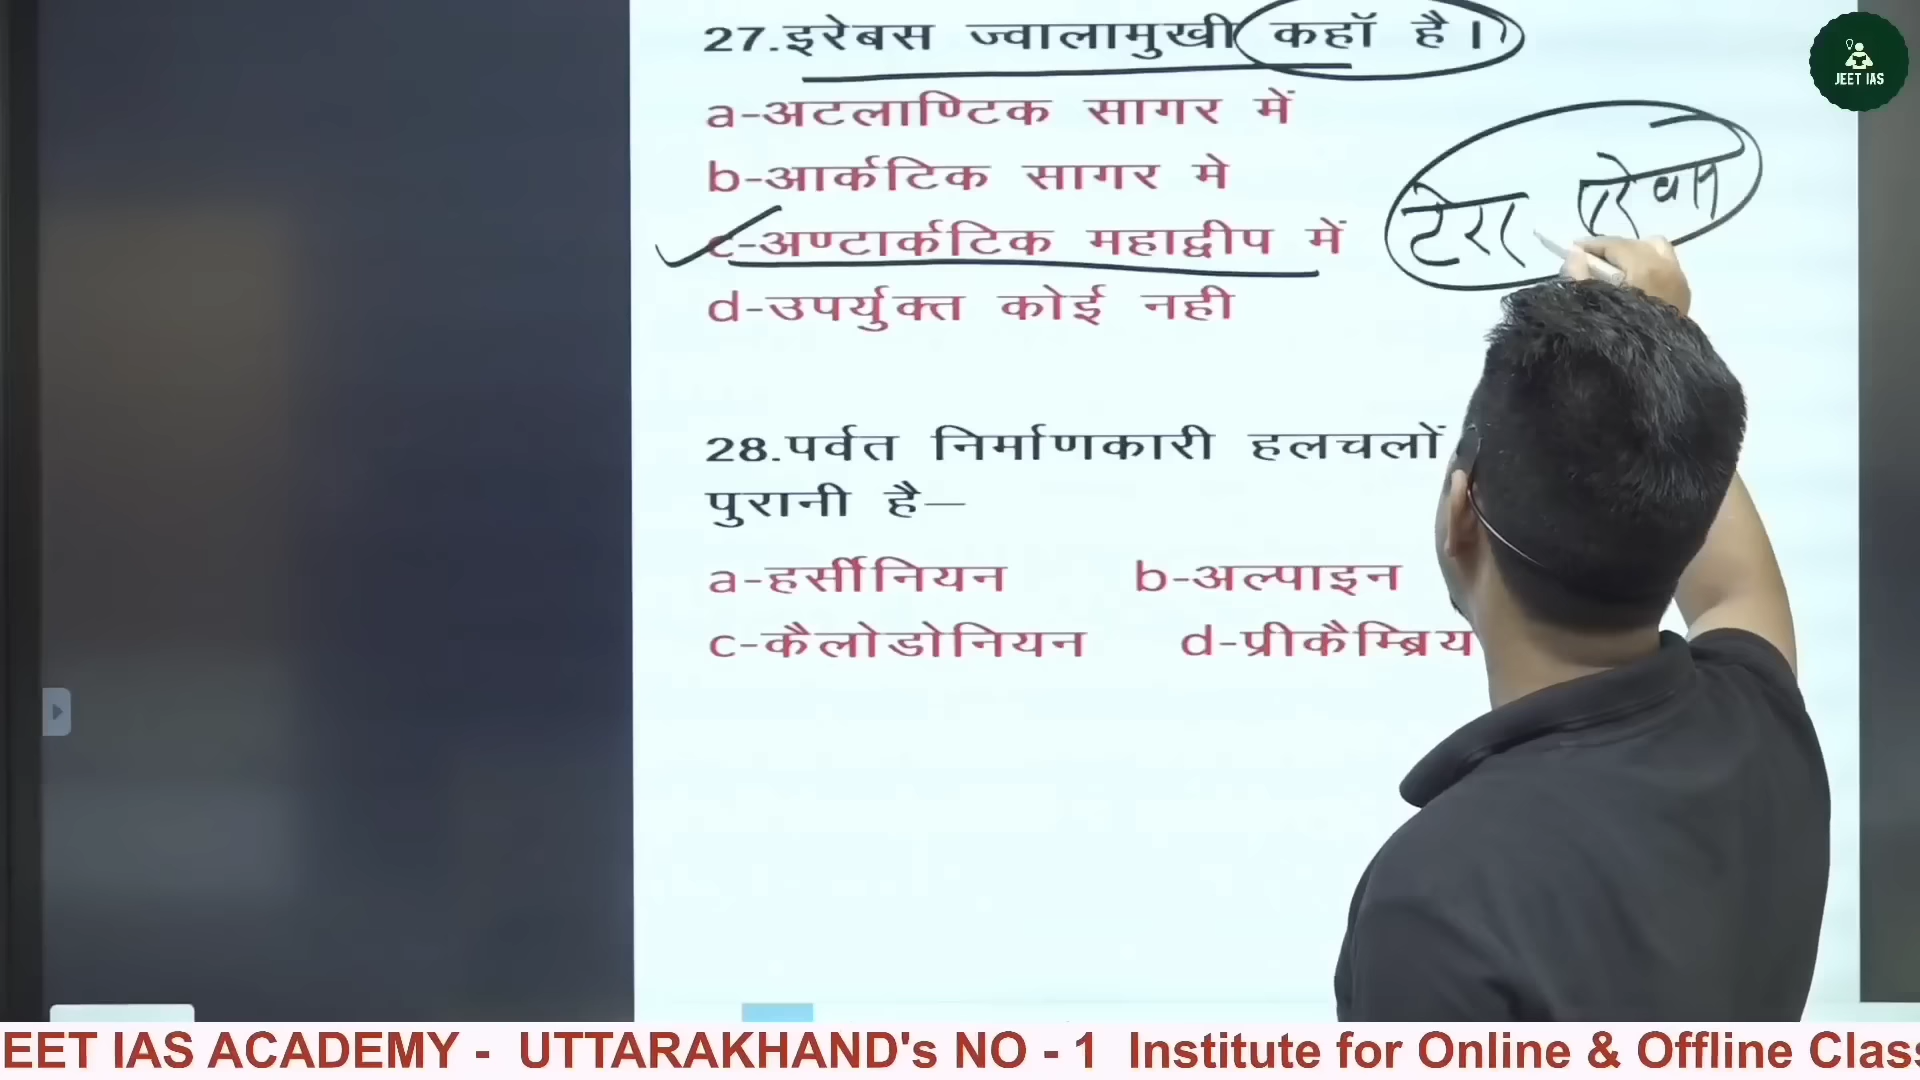 27.इरेबस ज्वालामुखी कहॉ है।
a-अटलाण्टिक सागर में
b-आर्कटिक सागर मे
c-अण्टार्कटिक महाद्वीप में
d-उपर्युक्त कोई नही
टेरा
28.पर्वत निर्माणकारी हलचलों
पुरानी है—
a-हर्सीनियन b-अल्पाइन
c-कैलोडोनियन d-प्रीकैम्ब्रिय
JEET IAS
EET IAS ACADEMY - UTTARAKHAND's NO - 1 Institute for Online & Offline Clas